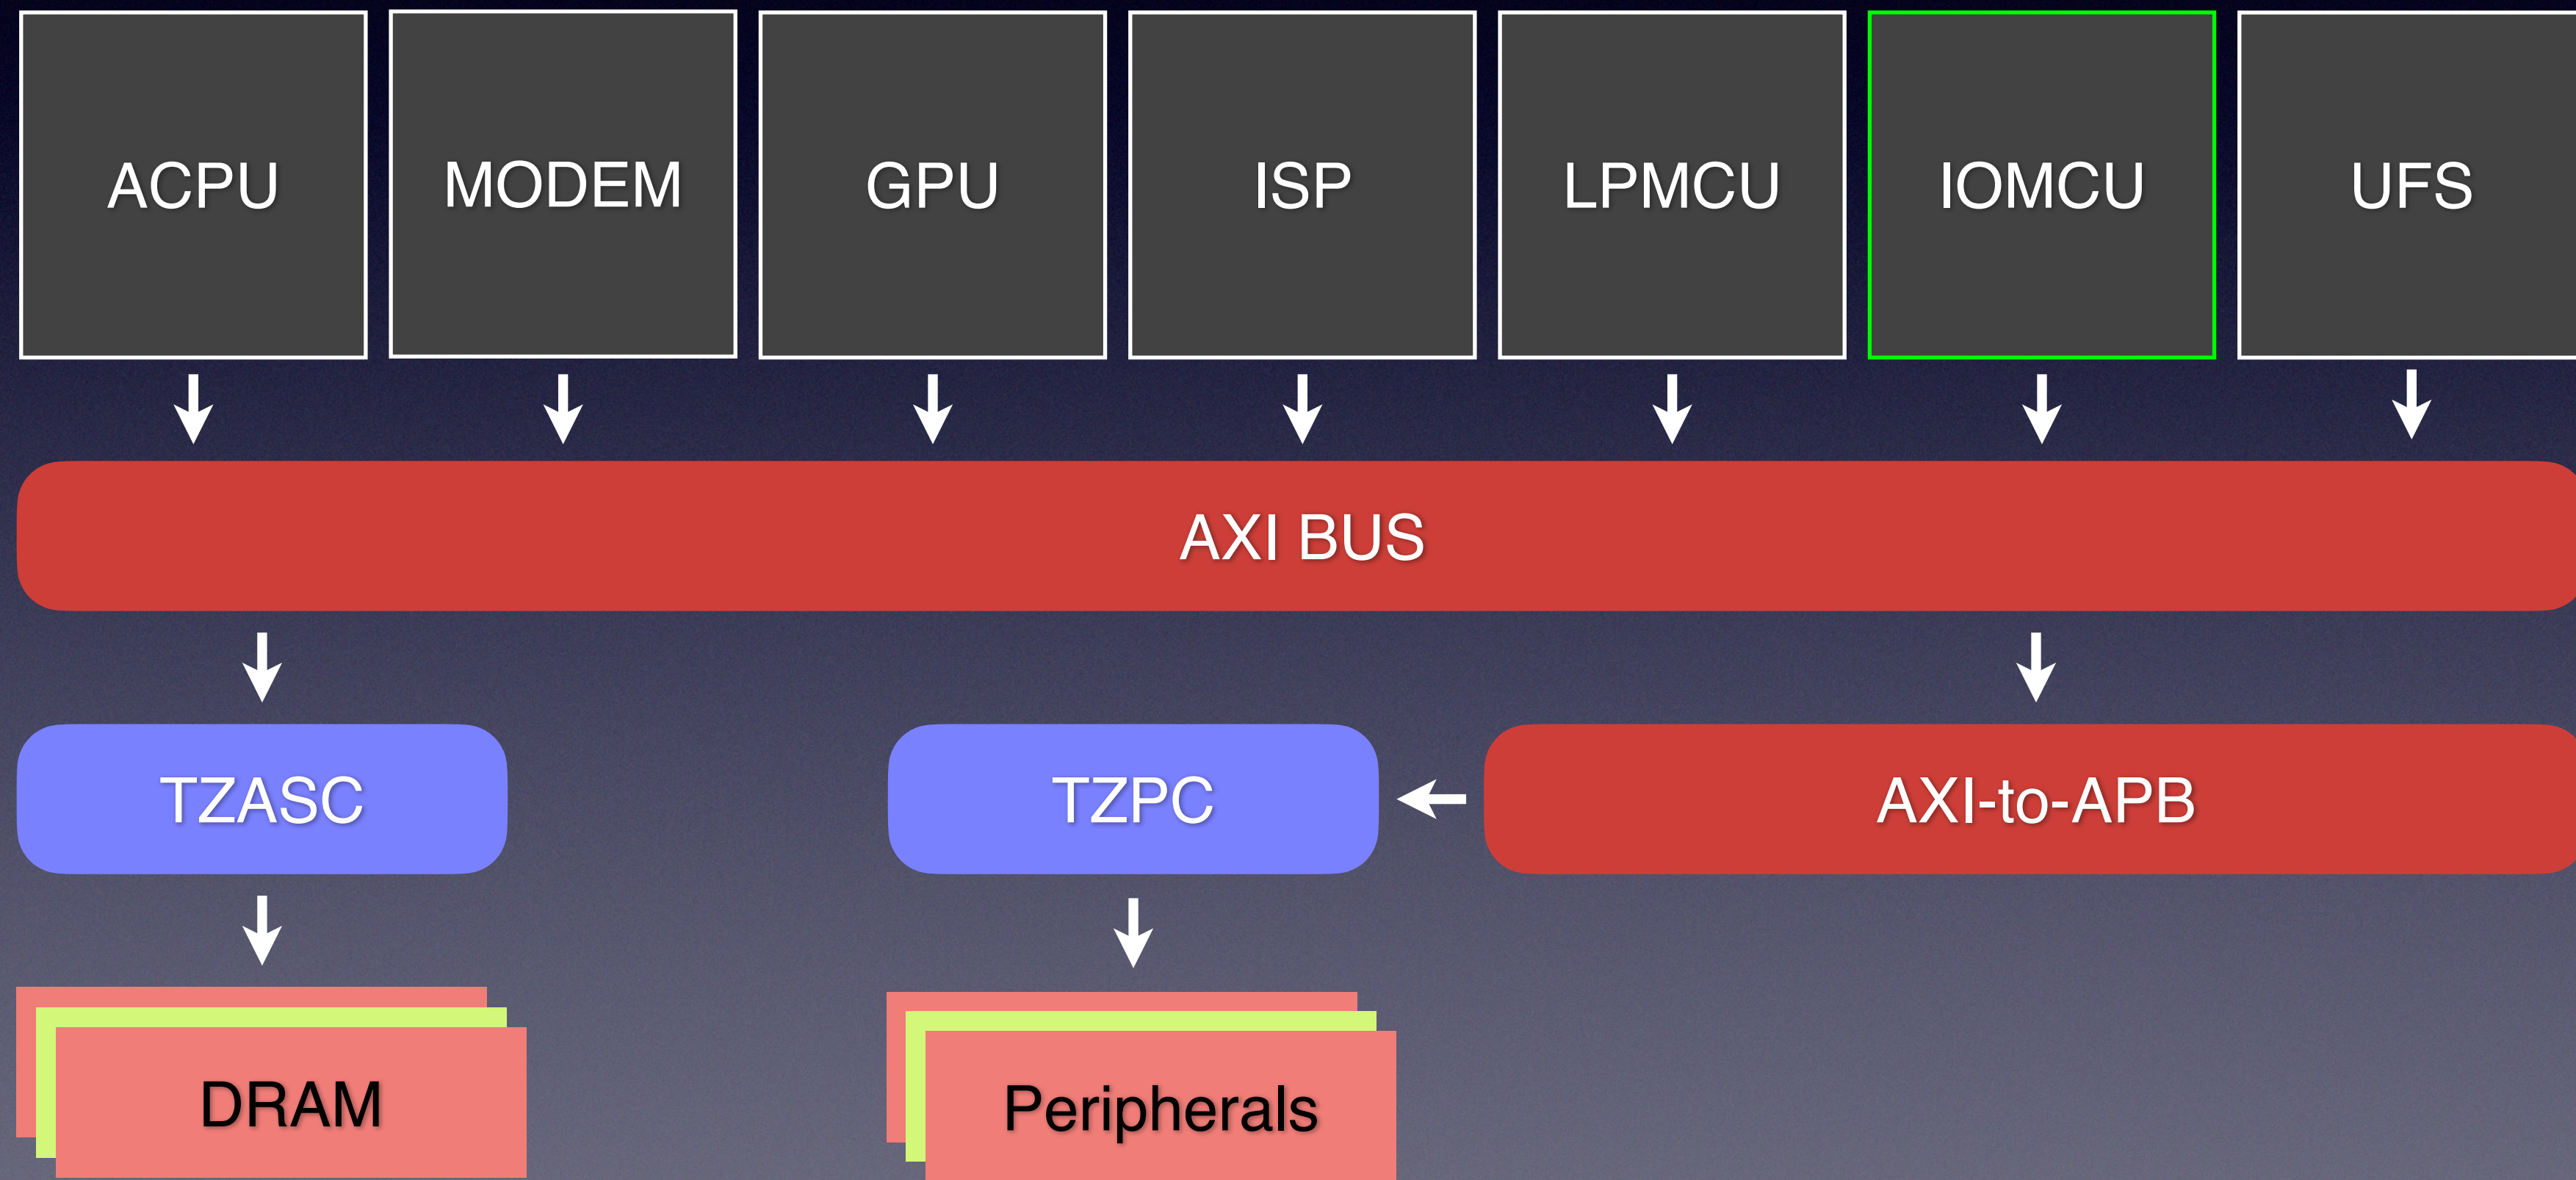 ACPU
MODEM
GPU
ISP
LPMCU
IOMCU
UFS
AXI BUS
TZASC
TZPC
AXI-to-APB
DRAM
Peripherals